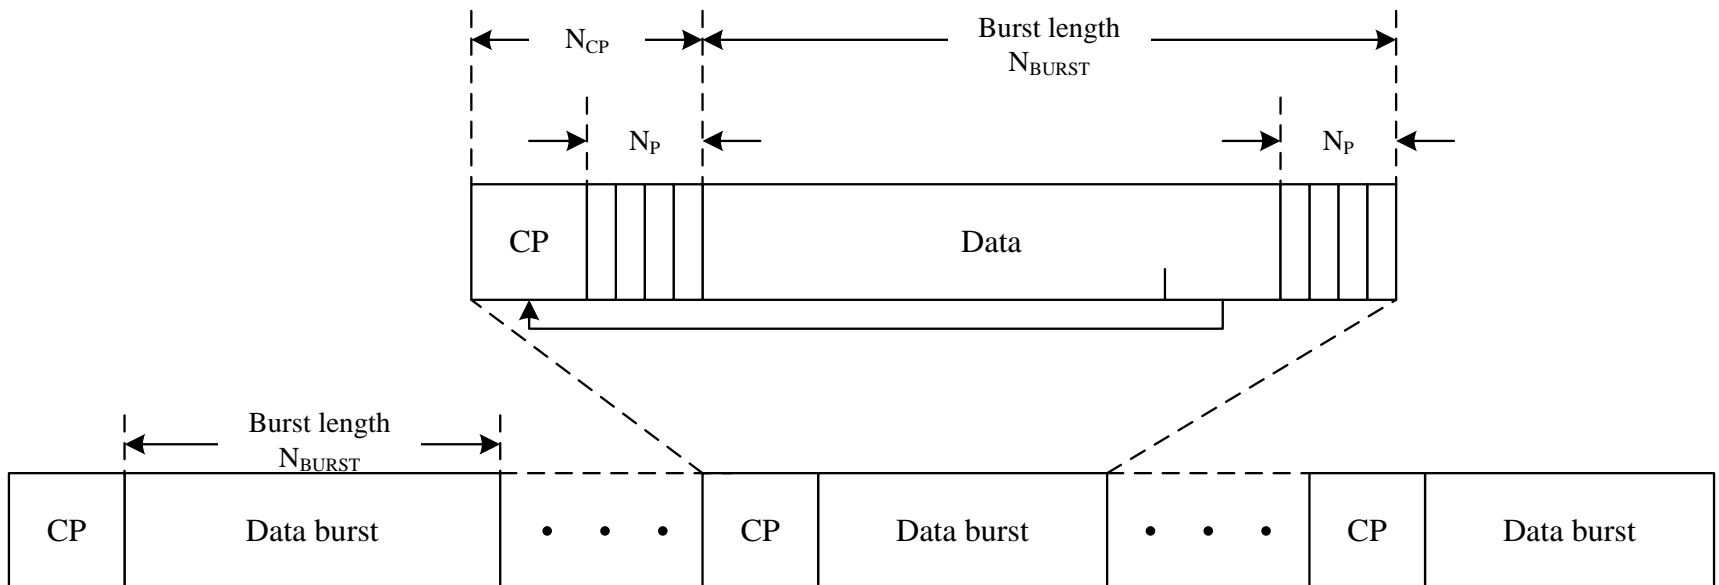 N_CP
Burst length
N_BURST
N_P
N_P
CP
Data
Burst length
N_BURST
CP
Data burst
• • •
CP
Data burst
• • •
CP
Data burst